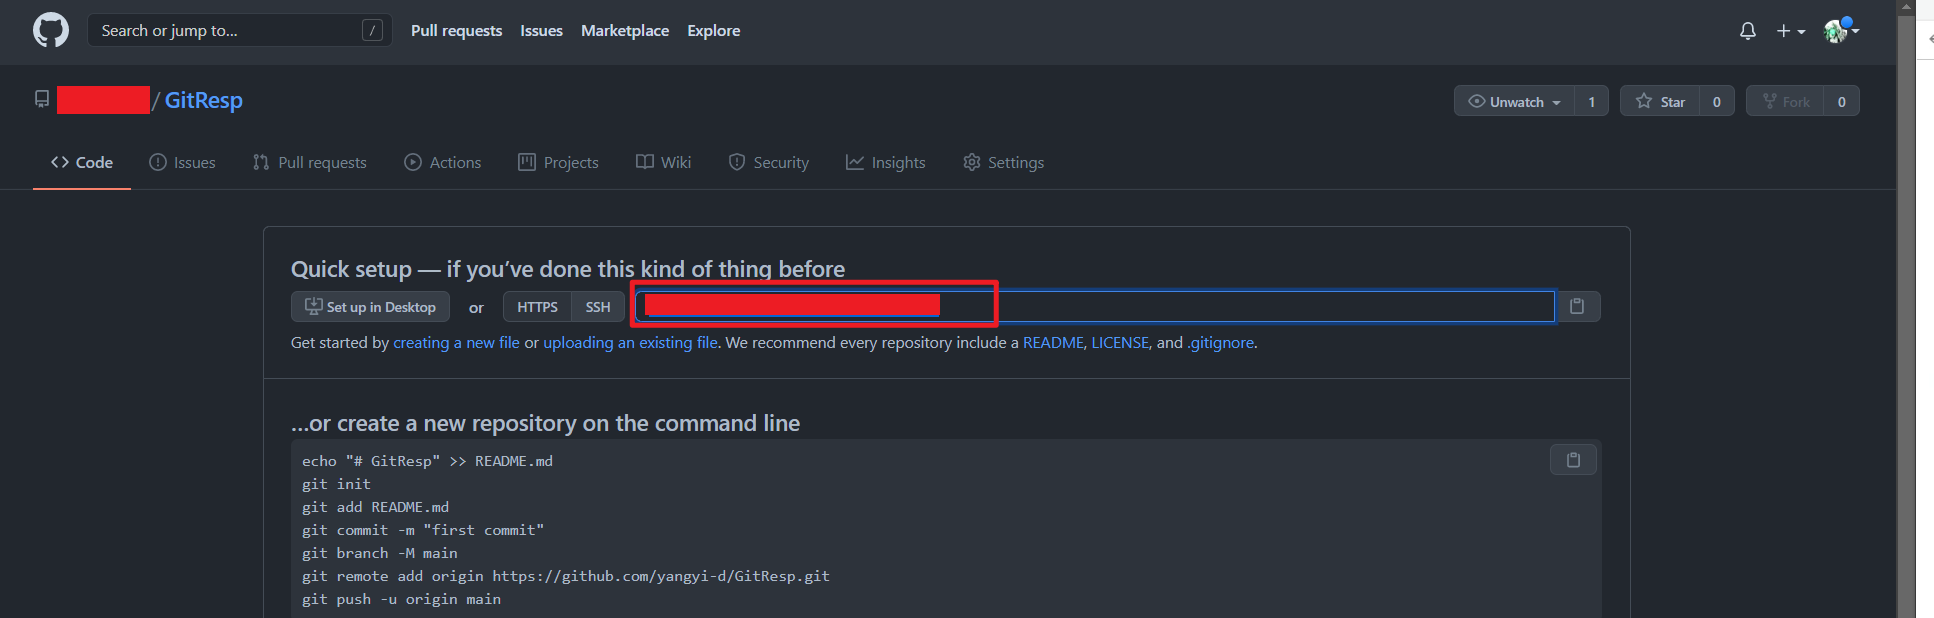 Search or jump to... / Pull requests Issues Marketplace Explore
/ GitResp Unwatch 1 Star 0 Fork 0
Code Issues Pull requests Actions Projects Wiki Security Insights Settings
Quick setup — if you’ve done this kind of thing before
Set up in Desktop or HTTPS SSH
Get started by creating a new file or uploading an existing file. We recommend every repository include a README, LICENSE, and .gitignore.
...or create a new repository on the command line
echo "# GitResp" >> README.md
git init
git add README.md
git commit -m "first commit"
git branch -M main
git remote add origin https://github.com/yangyi-d/GitResp.git
git push -u origin main